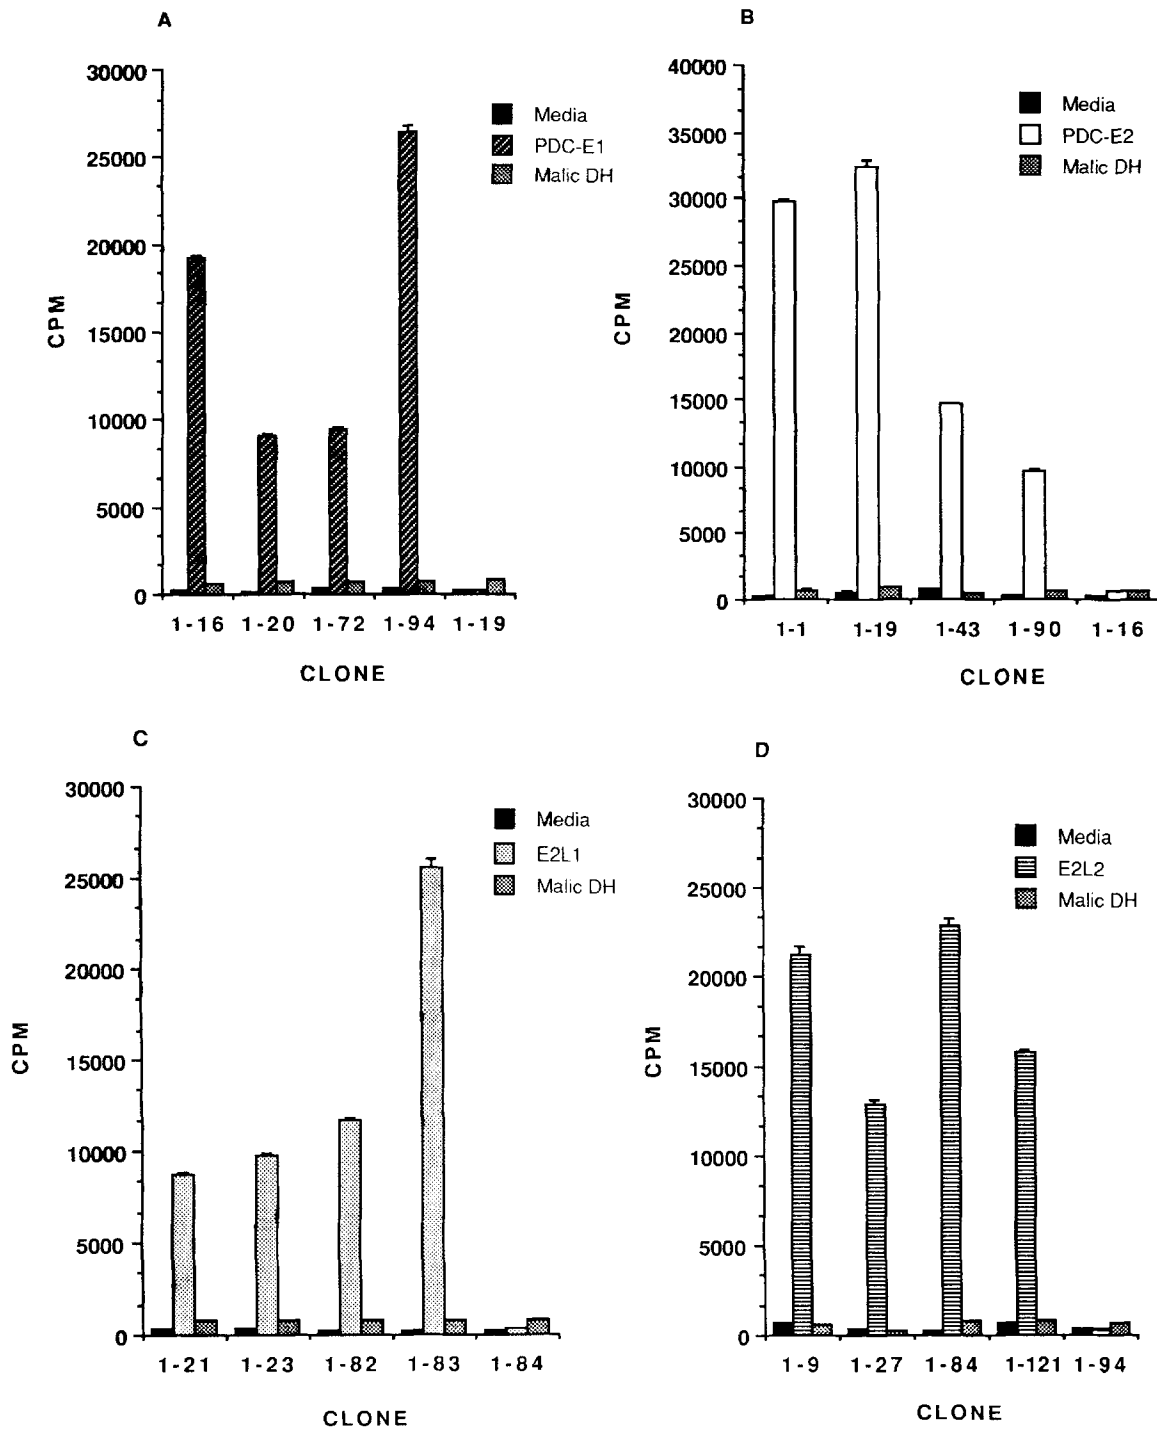 A
30000
25000
20000
15000
10000
5000
0
CPM
Media
PDC-E1
Malic DH
1-16 1-20 1-72 1-94 1-19
CLONE
B
40000
35000
30000
25000
20000
15000
10000
5000
0
CPM
Media
PDC-E2
Malic DH
1-1 1-19 1-43 1-90 1-16
CLONE
C
30000
25000
20000
15000
10000
5000
0
CPM
Media
E2L1
Malic DH
1-21 1-23 1-82 1-83 1-84
CLONE
D
30000
25000
20000
15000
10000
5000
0
CPM
Media
E2L2
Malic DH
1-9 1-27 1-84 1-121 1-94
CLONE